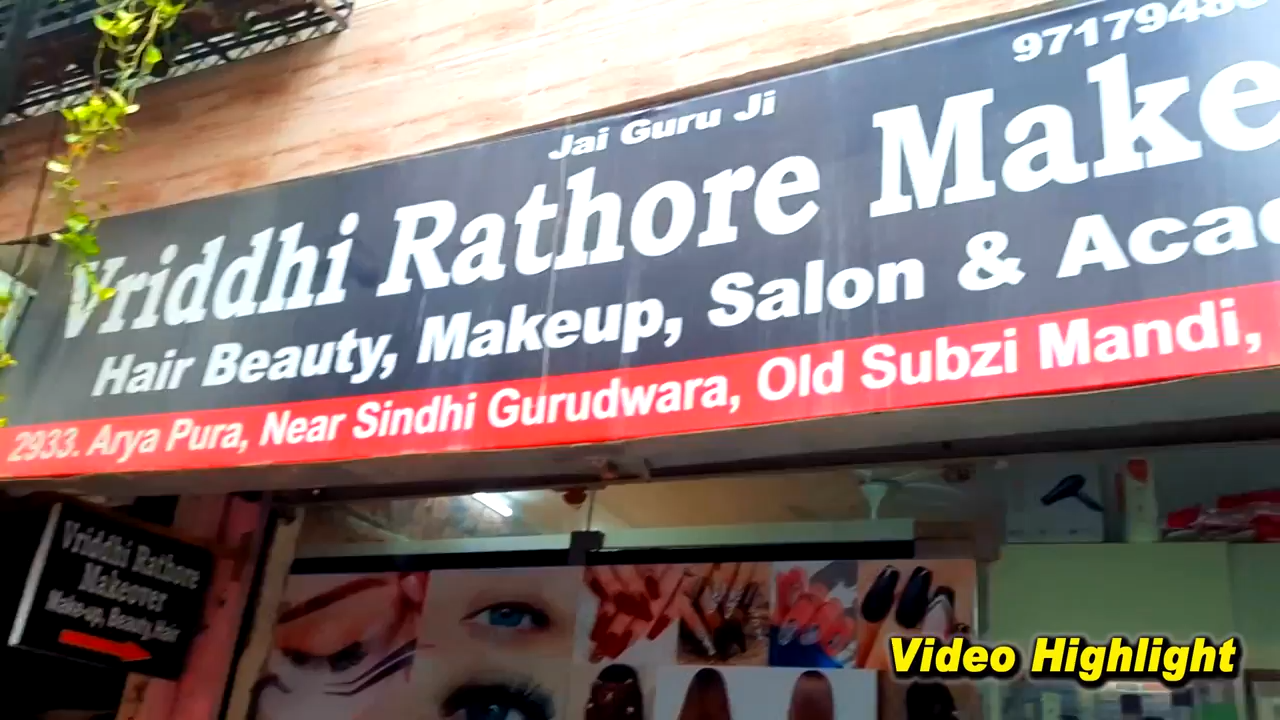 Jai Guru Ji
Vriddhi Rathore Make
Hair Beauty, Makeup, Salon & Aca
2933. Arya Pura, Near Sindhi Gurudwara, Old Subzi Mandi,
Vriddhi Rathore
Makeover
Make-up, Beauty, Hair
Video Highlight